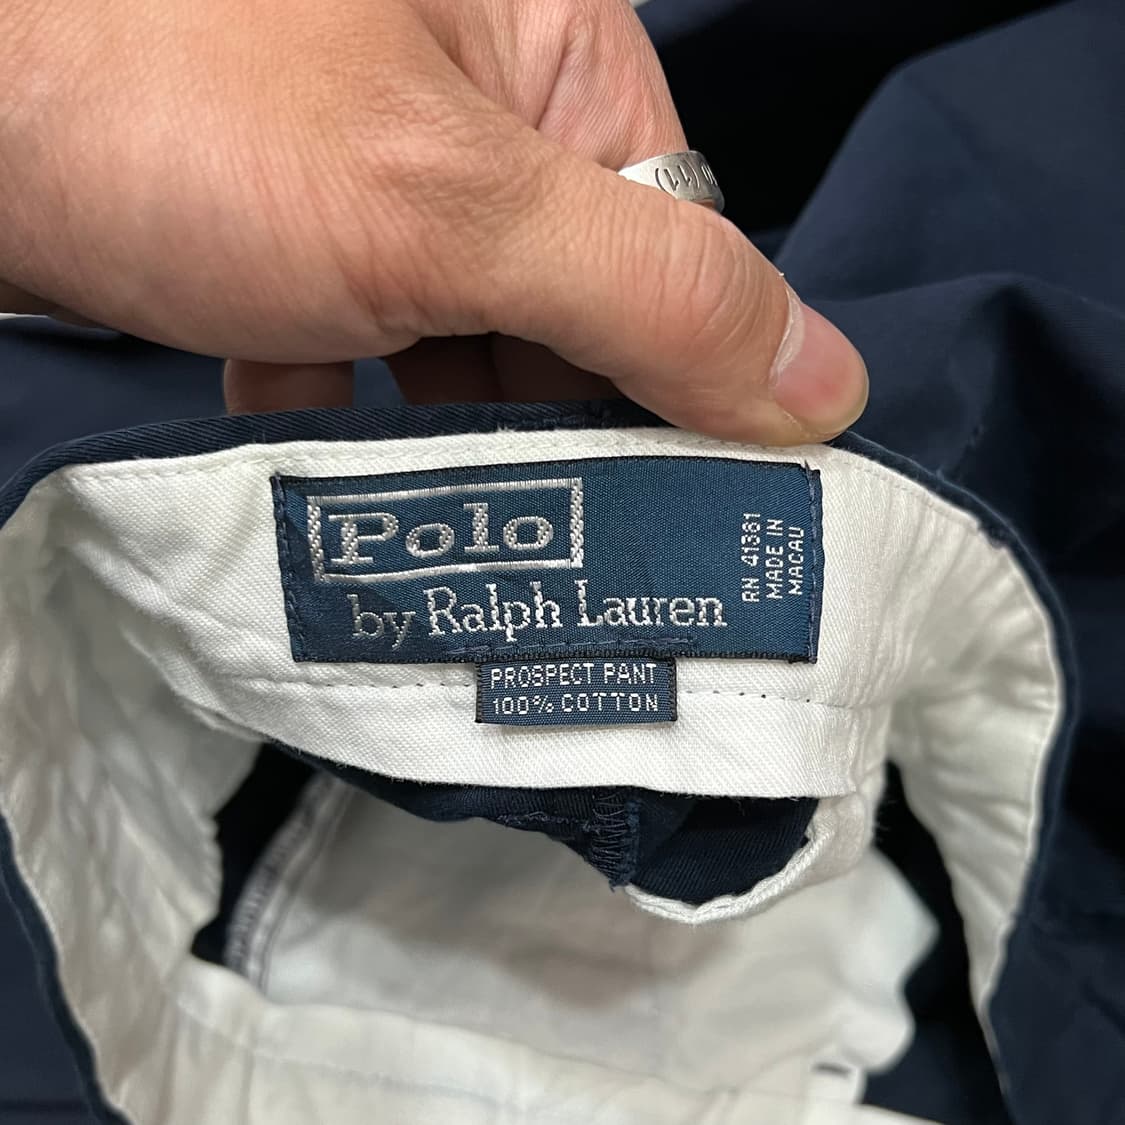 Polo
by Ralph Lauren
RN 41381
MADE IN
MACAU
PROSPECT PANT
100% COTTON